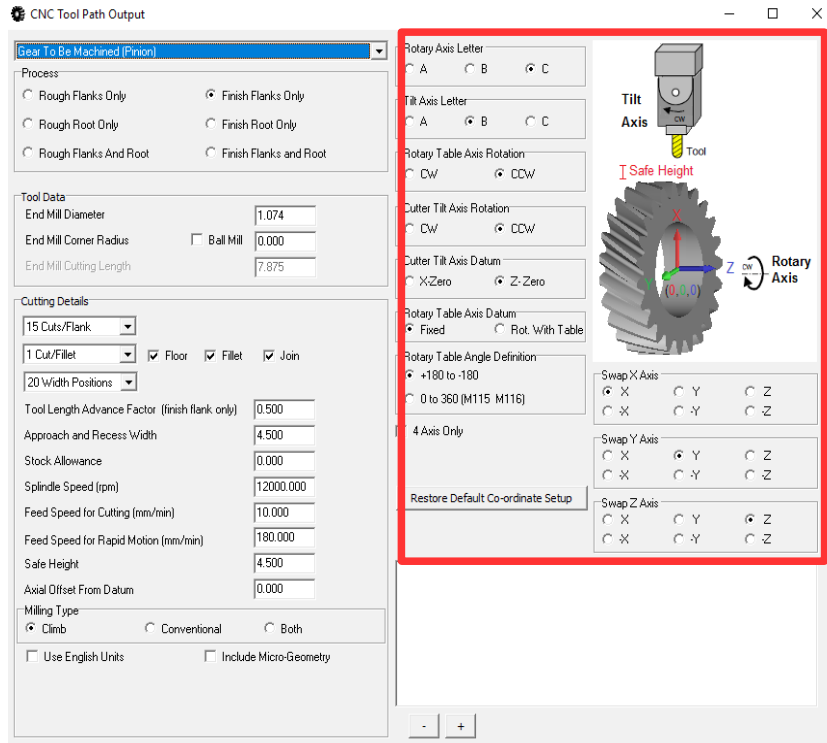 CNC Tool Path Output
Gear To Be Machined (Pinion)
Process
Rough Flanks Only
Finish Flanks Only
Rough Root Only
Finish Root Only
Rough Flanks And Root
Finish Flanks and Root
Tool Data
End Mill Diameter 1.074
End Mill Corner Radius Ball Mill 0.000
End Mill Cutting Length 7.875
Cutting Details
15 Cuts/Flank
1 Cut/Fillet Floor Fillet Join
20 Width Positions
Tool Length Advance Factor (finish flank only) 0.500
Approach and Recess Width 4.500
Stock Allowance 0.000
Splindle Speed (rpm) 12000.000
Feed Speed for Cutting (mm/min) 10.000
Feed Speed for Rapid Motion (mm/min) 180.000
Safe Height 4.500
Axial Offset From Datum 0.000
Milling Type
Climb Conventional Both
Use English Units Include Micro-Geometry
Rotary Axis Letter
A B C
Tilt Axis Letter
A B C
Rotary Table Axis Rotation
CW CCW
Cutter Tilt Axis Rotation
CW CCW
Cutter Tilt Axis Datum
X-Zero Z-Zero
Rotary Table Axis Datum
Fixed Rot. With Table
Rotary Table Angle Definition
+180 to -180
0 to 360 (M115 M116)
4 Axis Only
Restore Default Co-ordinate Setup
Tilt
Axis
CW
Tool
Safe Height
X
Y
Z
(0,0,0)
CW
Rotary
Axis
Swap X Axis
X Y Z
-X -Y -Z
Swap Y Axis
X Y Z
-X -Y -Z
Swap Z Axis
X Y Z
-X -Y -Z
- +